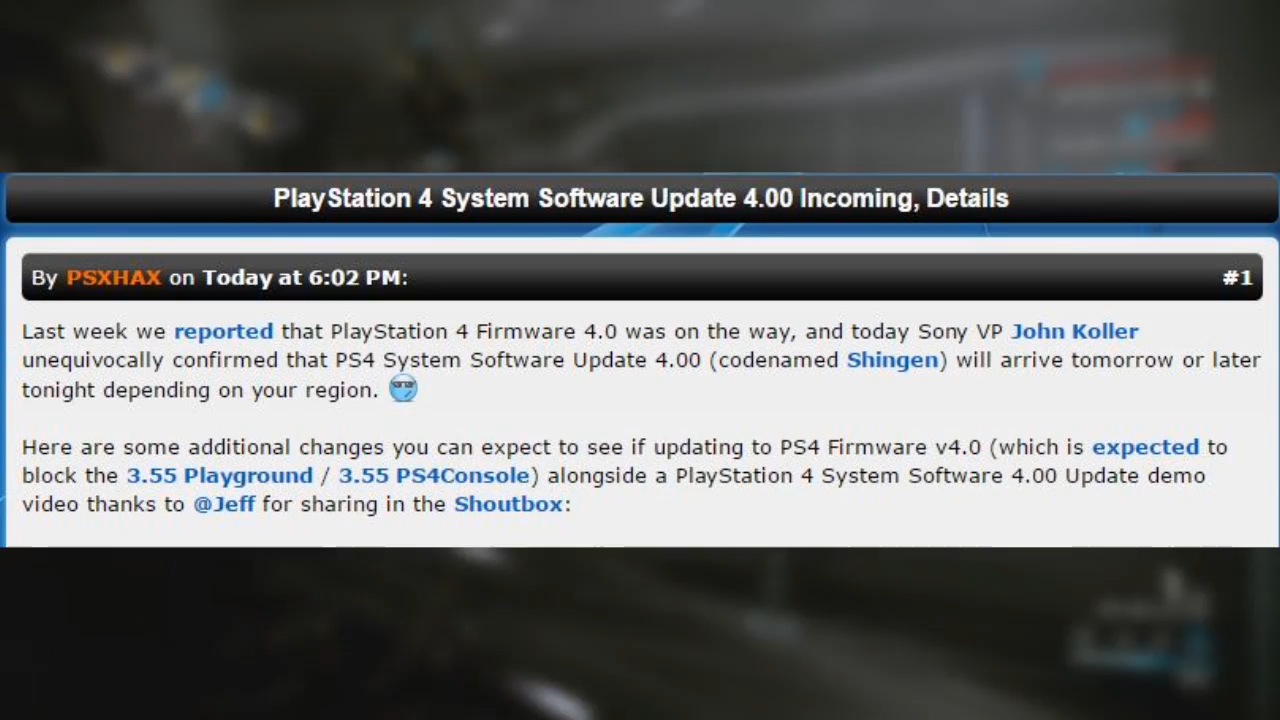 PlayStation 4 System Software Update 4.00 Incoming, Details
By PSXHAX on Today at 6:02 PM: #1
Last week we reported that PlayStation 4 Firmware 4.0 was on the way, and today Sony VP John Koller
unequivocally confirmed that PS4 System Software Update 4.00 (codenamed Shingen) will arrive tomorrow or later
tonight depending on your region.
Here are some additional changes you can expect to see if updating to PS4 Firmware v4.0 (which is expected to
block the 3.55 Playground / 3.55 PS4Console) alongside a PlayStation 4 System Software 4.00 Update demo
video thanks to @Jeff for sharing in the Shoutbox: